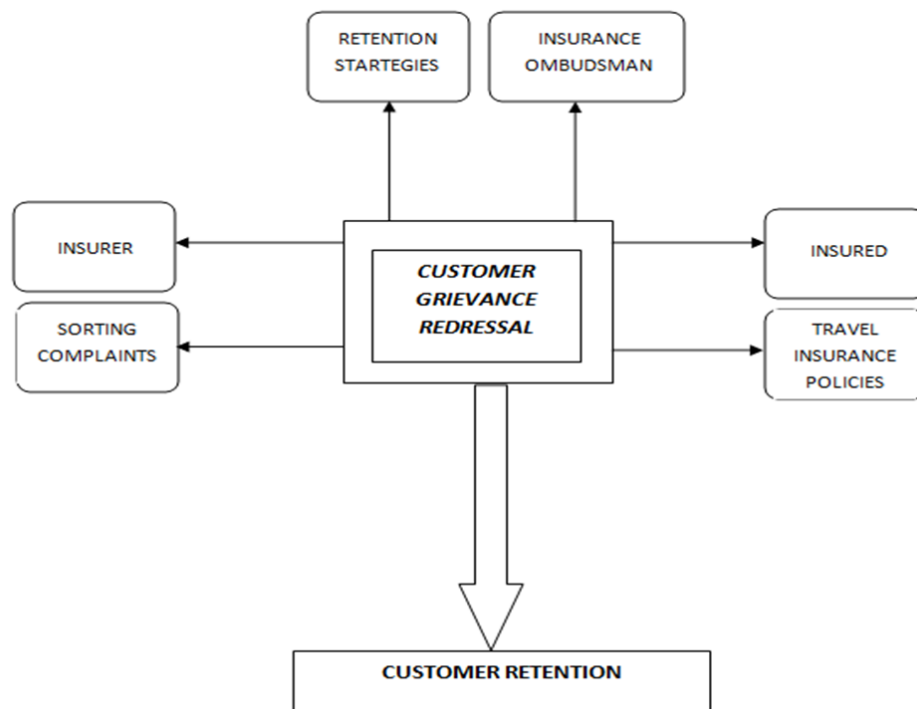 RETENTION
STARTEGIES
INSURANCE
OMBUDSMAN
INSURER
INSURED
CUSTOMER
GRIEVANCE
REDRESSAL
SORTING
COMPLAINTS
TRAVEL
INSURANCE
POLICIES
CUSTOMER RETENTION